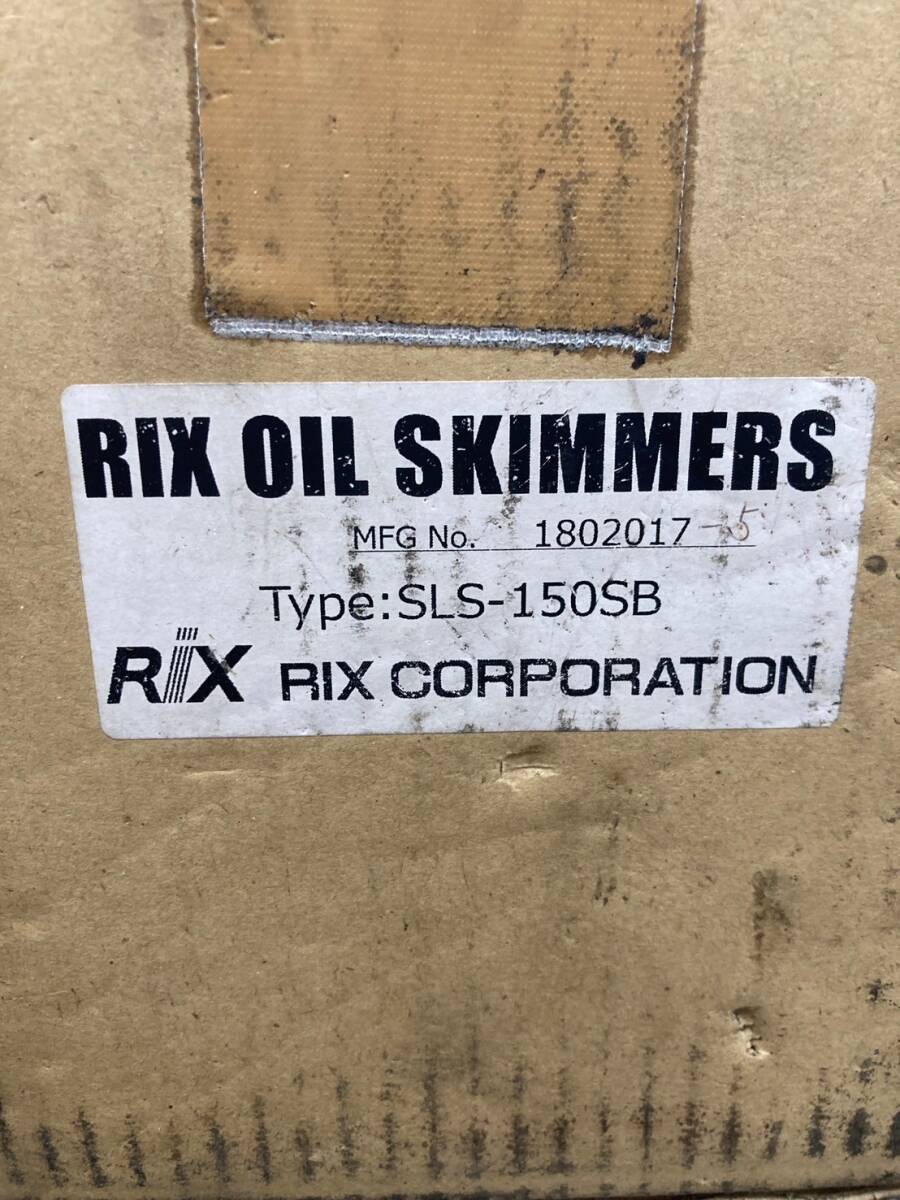 RIX OIL SKIMMERS
MFG No. 1802017-5
Type:SLS-150SB
RIX RIX CORPORATION